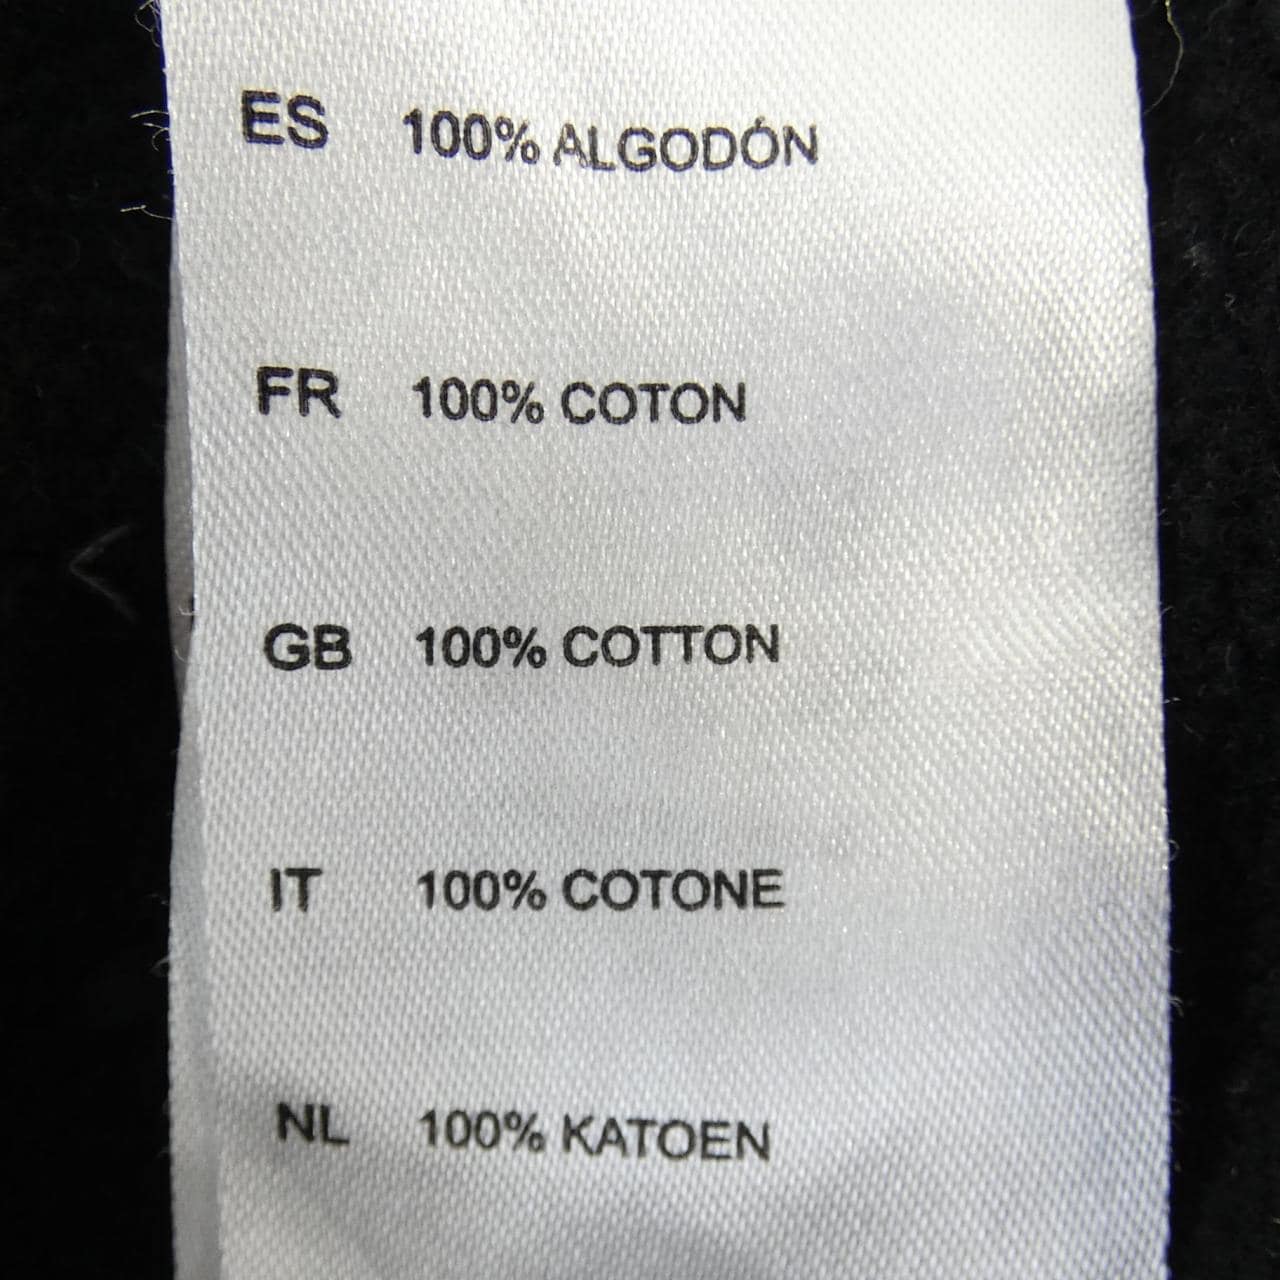 ES 100% ALGODÓN
FR 100% COTON
GB 100% COTTON
IT 100% COTONE
NL 100% KATOEN